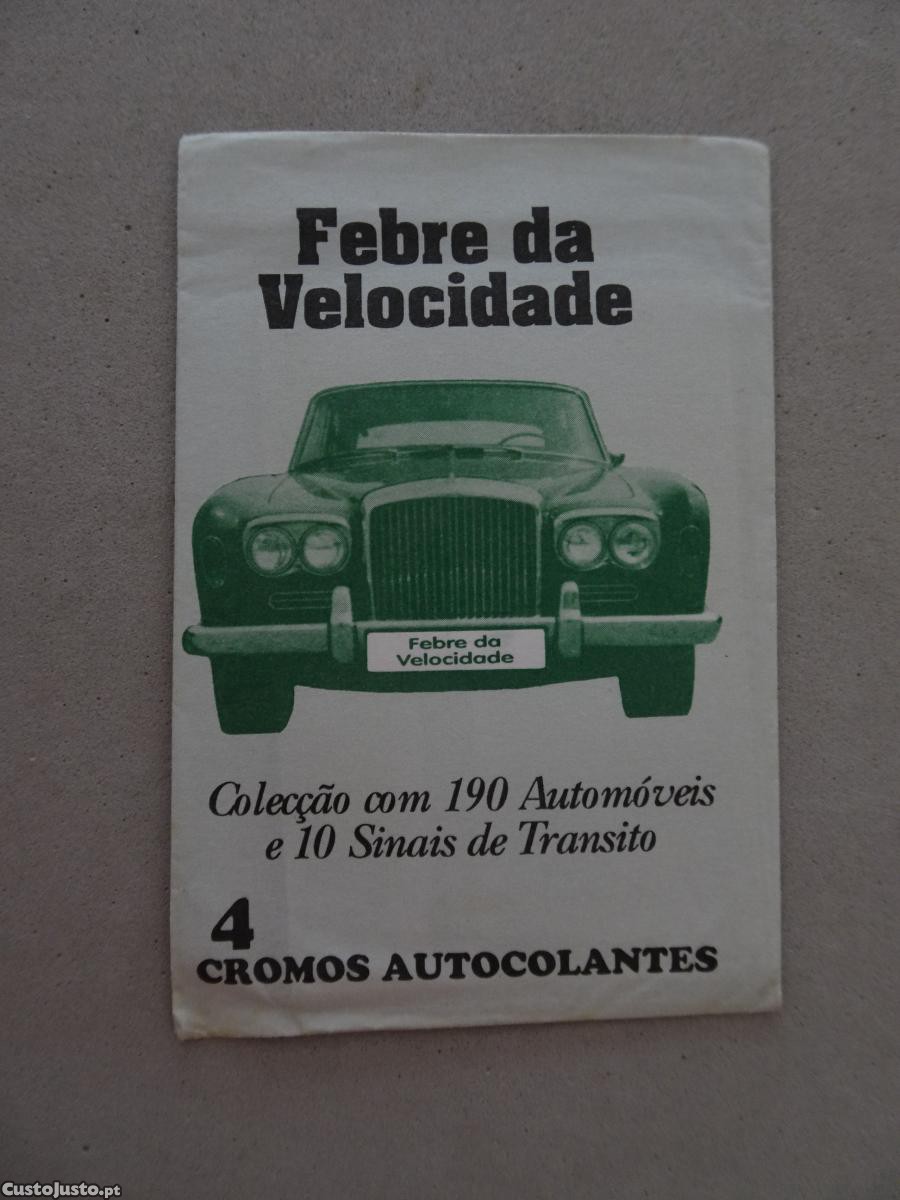 Febre da
Velocidade
Febre da
Velocidade
Colecção com 190 Automóveis
e 10 Sinais de Transito
4
CROMOS AUTOCOLANTES
CustoJusto.pt